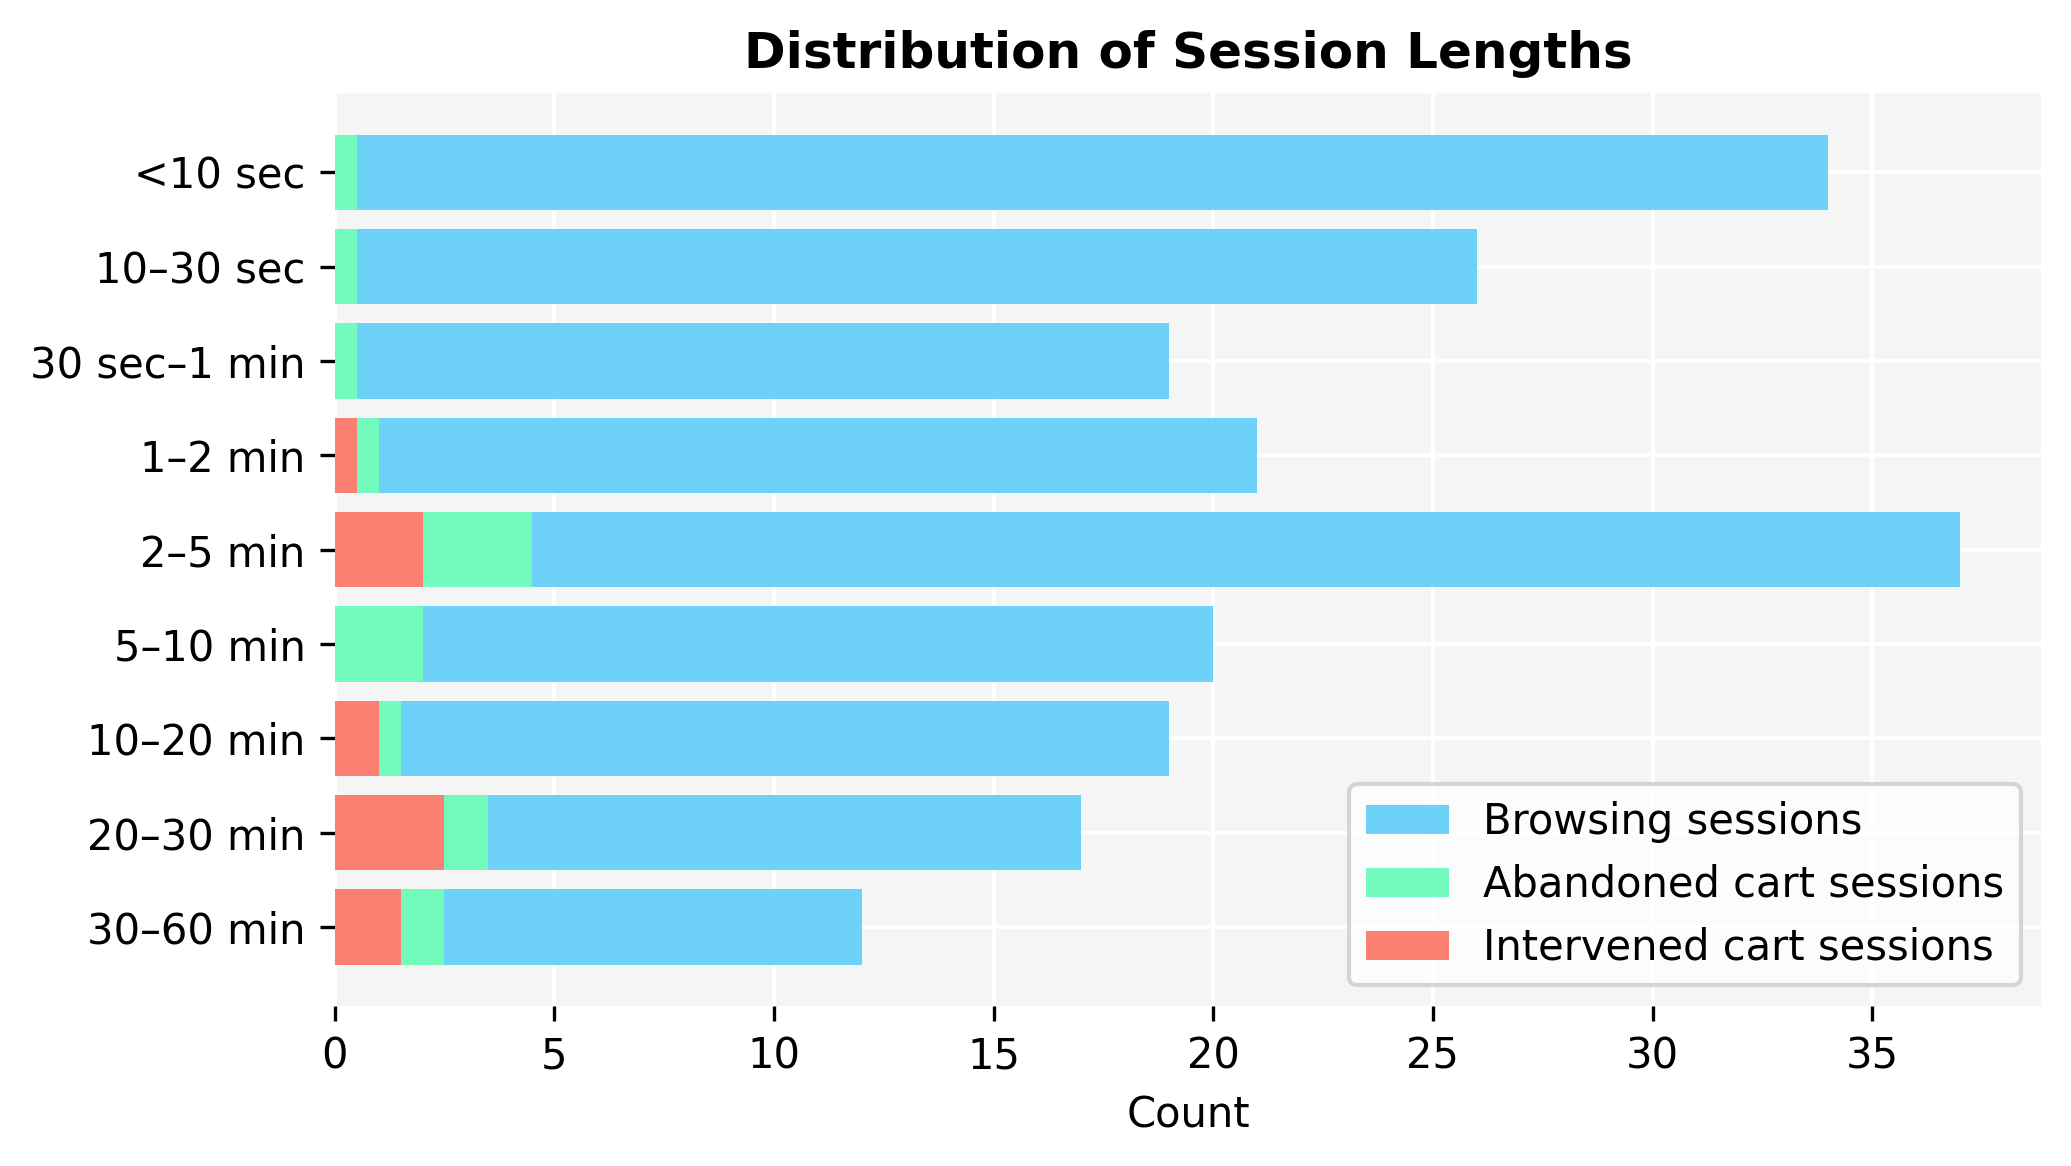 Distribution of Session Lengths
<10 sec
10–30 sec
30 sec–1 min
1–2 min
2–5 min
5–10 min
10–20 min
20–30 min
30–60 min
Browsing sessions
Abandoned cart sessions
Intervened cart sessions
0 5 10 15 20 25 30 35
Count